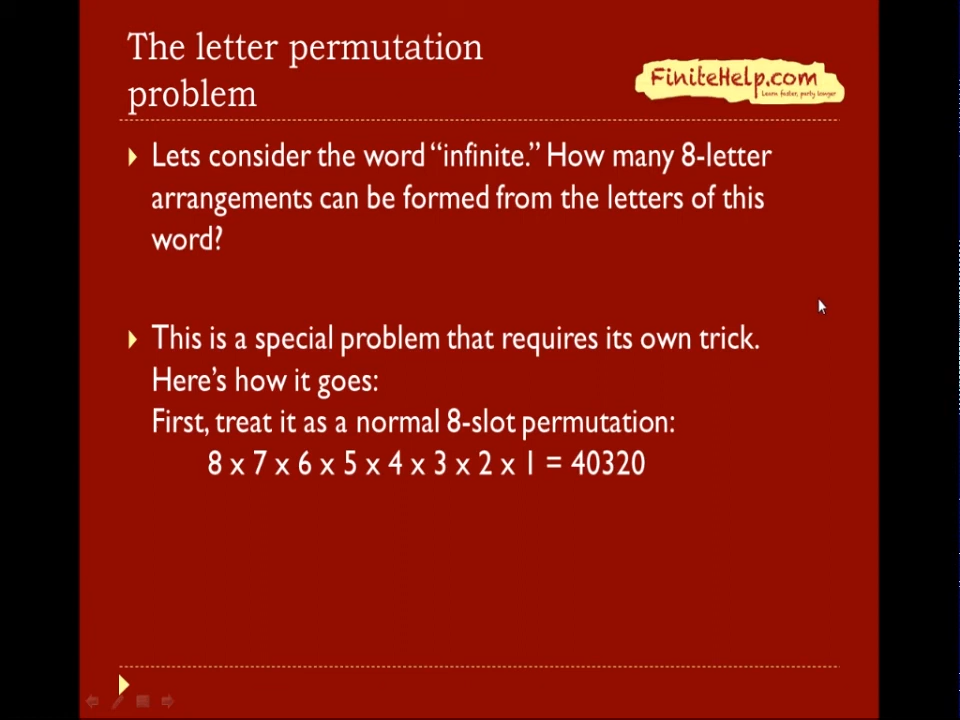 The letter permutation
problem
FiniteHelp.com
Learn faster, party longer
Lets consider the word “infinite.” How many 8-letter
arrangements can be formed from the letters of this
word?
This is a special problem that requires its own trick.
Here’s how it goes:
First, treat it as a normal 8-slot permutation:
8 x 7 x 6 x 5 x 4 x 3 x 2 x 1 = 40320